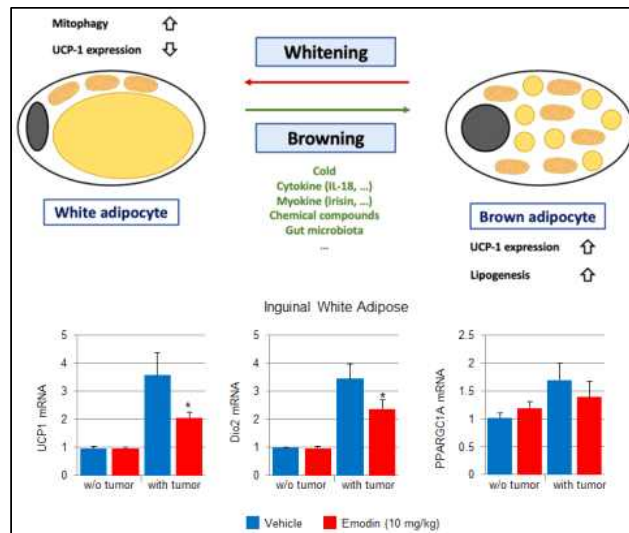 Mitophagy
UCP-1 expression
Whitening
Browning
Cold
Cytokine (IL-18, ...)
Myokine (irisin, ...)
Chemical compounds
Gut microbiota
...
White adipocyte
Brown adipocyte
UCP-1 expression
Lipogenesis
Inguinal White Adipose
UCP1 mRNA
5
4
3
2
1
0
*
w/o tumor
with tumor
Dio2 mRNA
5
4
3
2
1
0
*
w/o tumor
with tumor
PPARGC1A mRNA
2.5
2
1.5
1
0.5
0
w/o tumor
with tumor
Vehicle
Emodin (10 mg/kg)